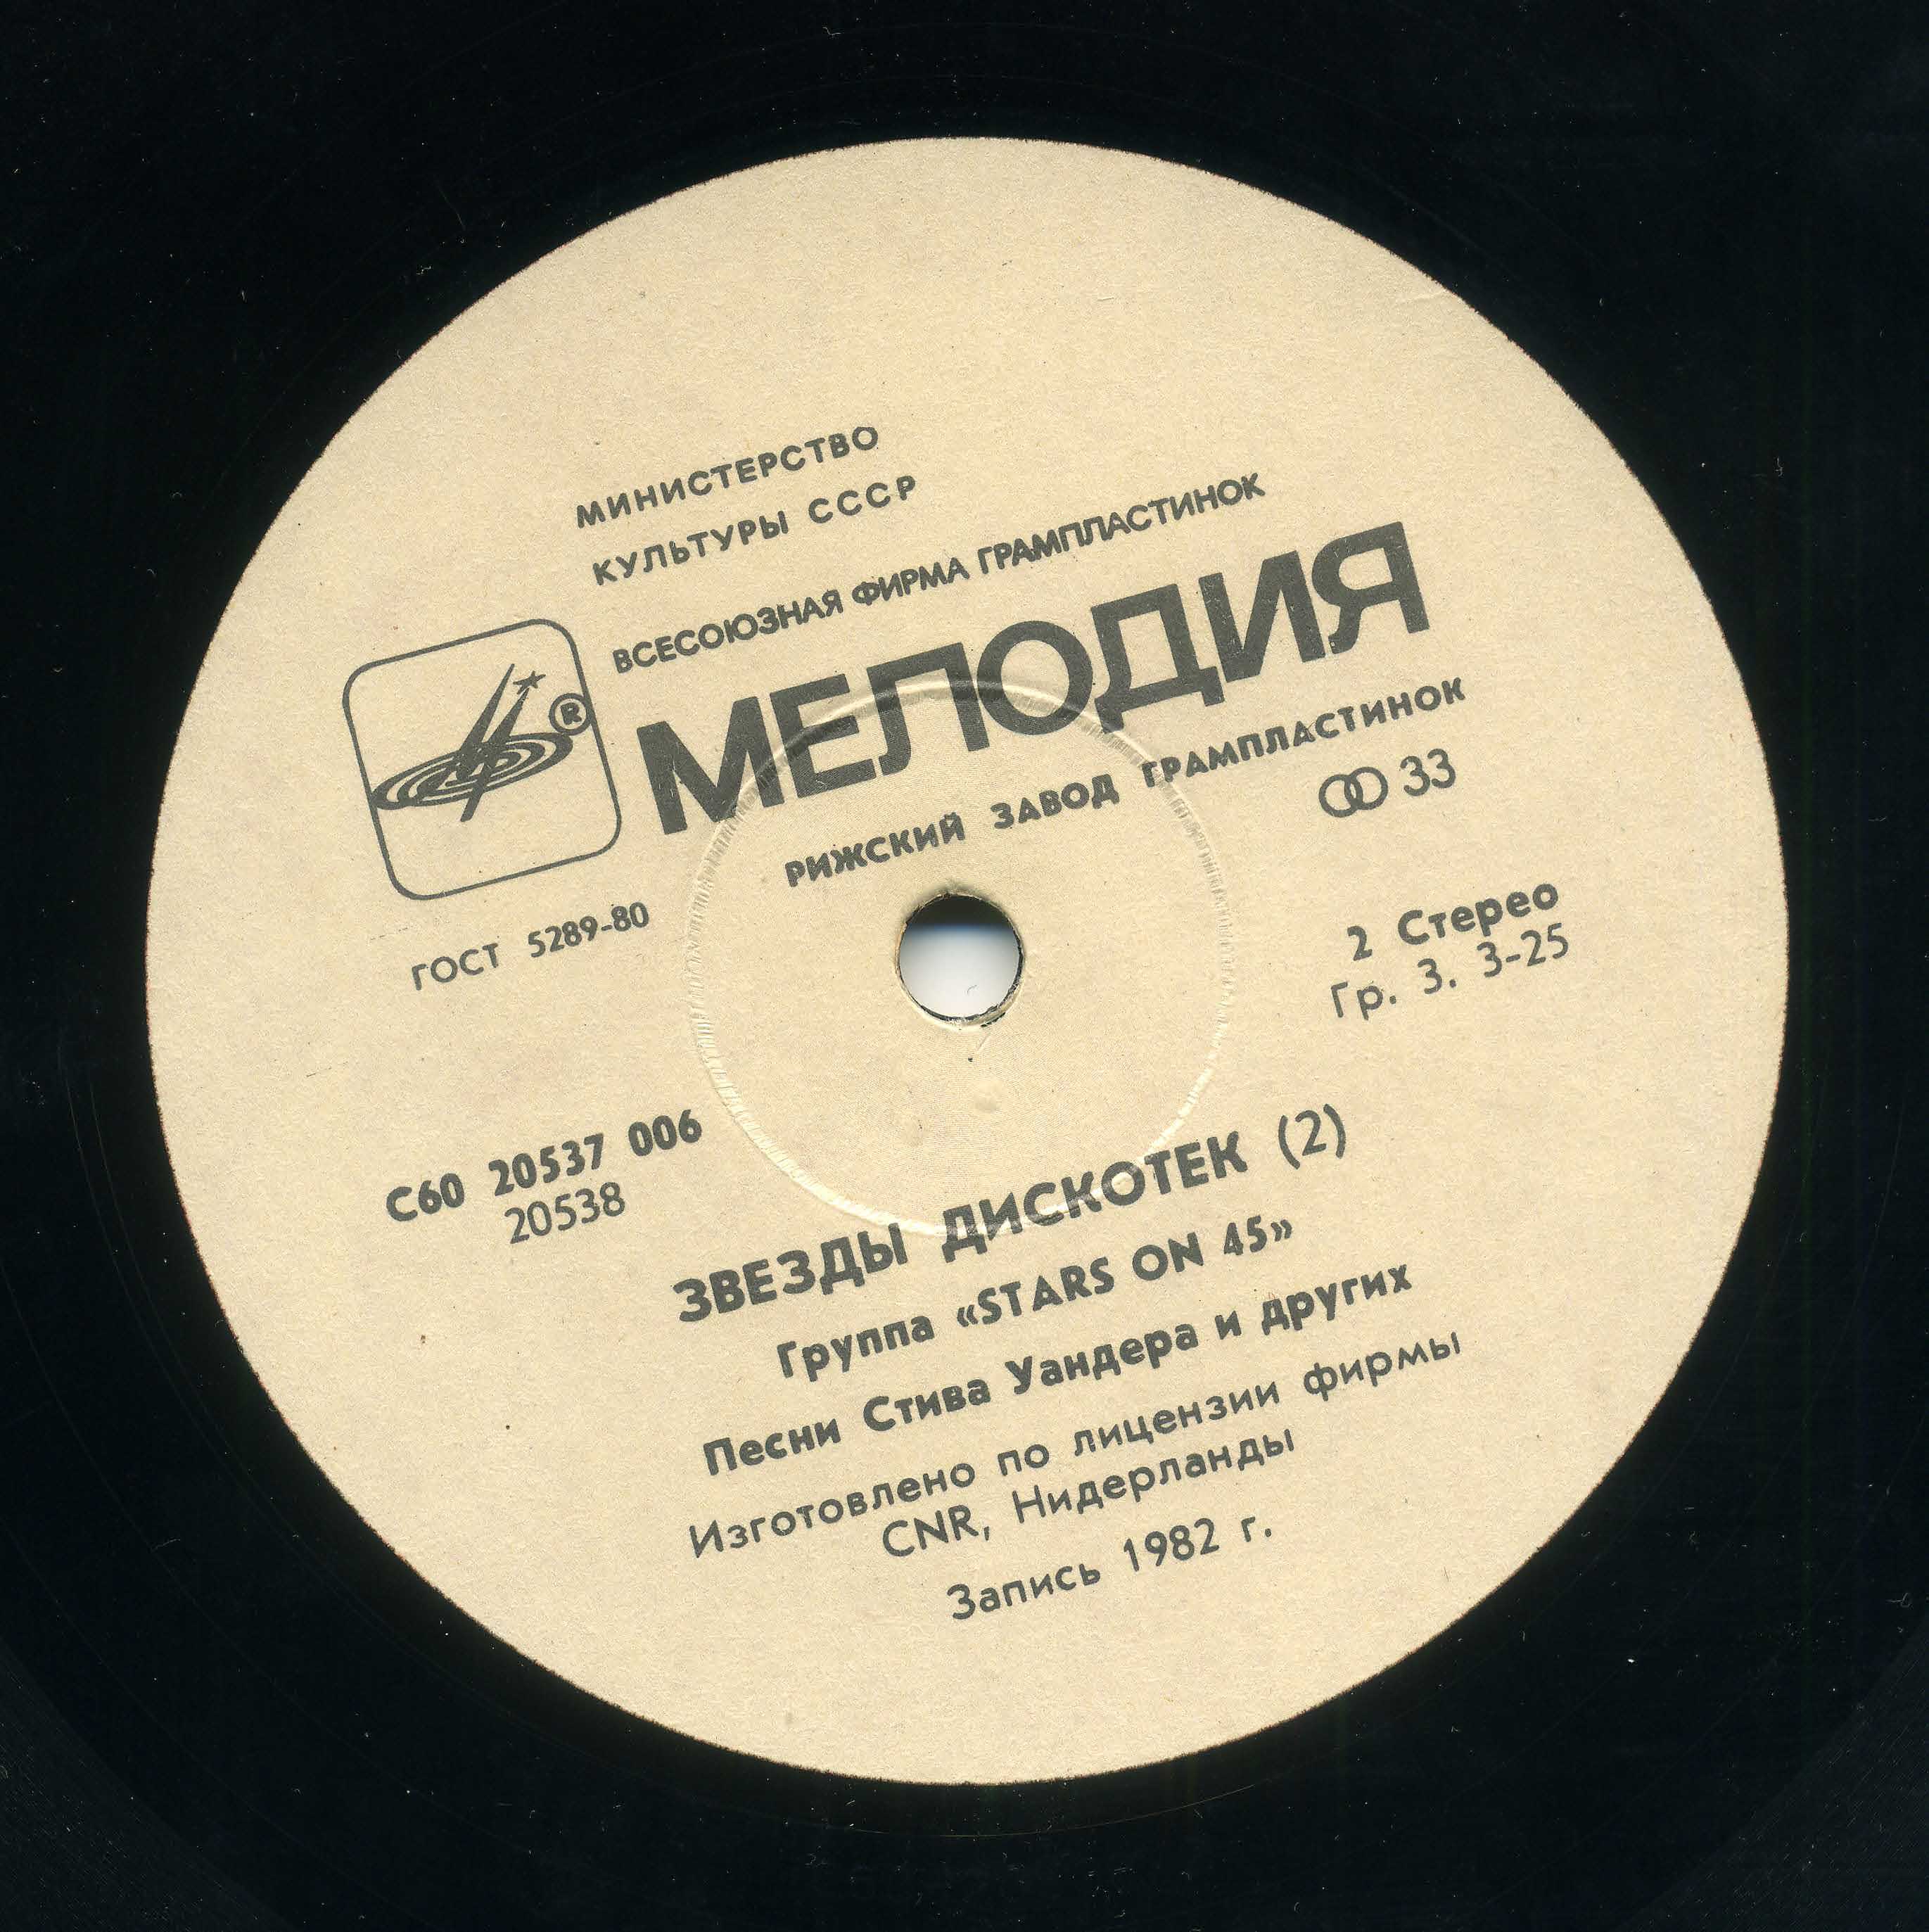 МИНИСТЕРСТВО
КУЛЬТУРЫ СССР
ВСЕСОЮЗНАЯ ФИРМА ГРАМПЛАСТИНОК
МЕЛОДИЯ
®
РИЖСКИЙ ЗАВОД ГРАМПЛАСТИНОК
33
ГОСТ 5289-80
2 Стерео
Гр. 3. 3-25
С60 20537 006
20538
ЗВЕЗДЫ ДИСКОТЕК (2)
Группа «STARS ON 45»
Песни Стива Уандера и других
Изготовлено по лицензии фирмы
CNR, Нидерланды
Запись 1982 г.